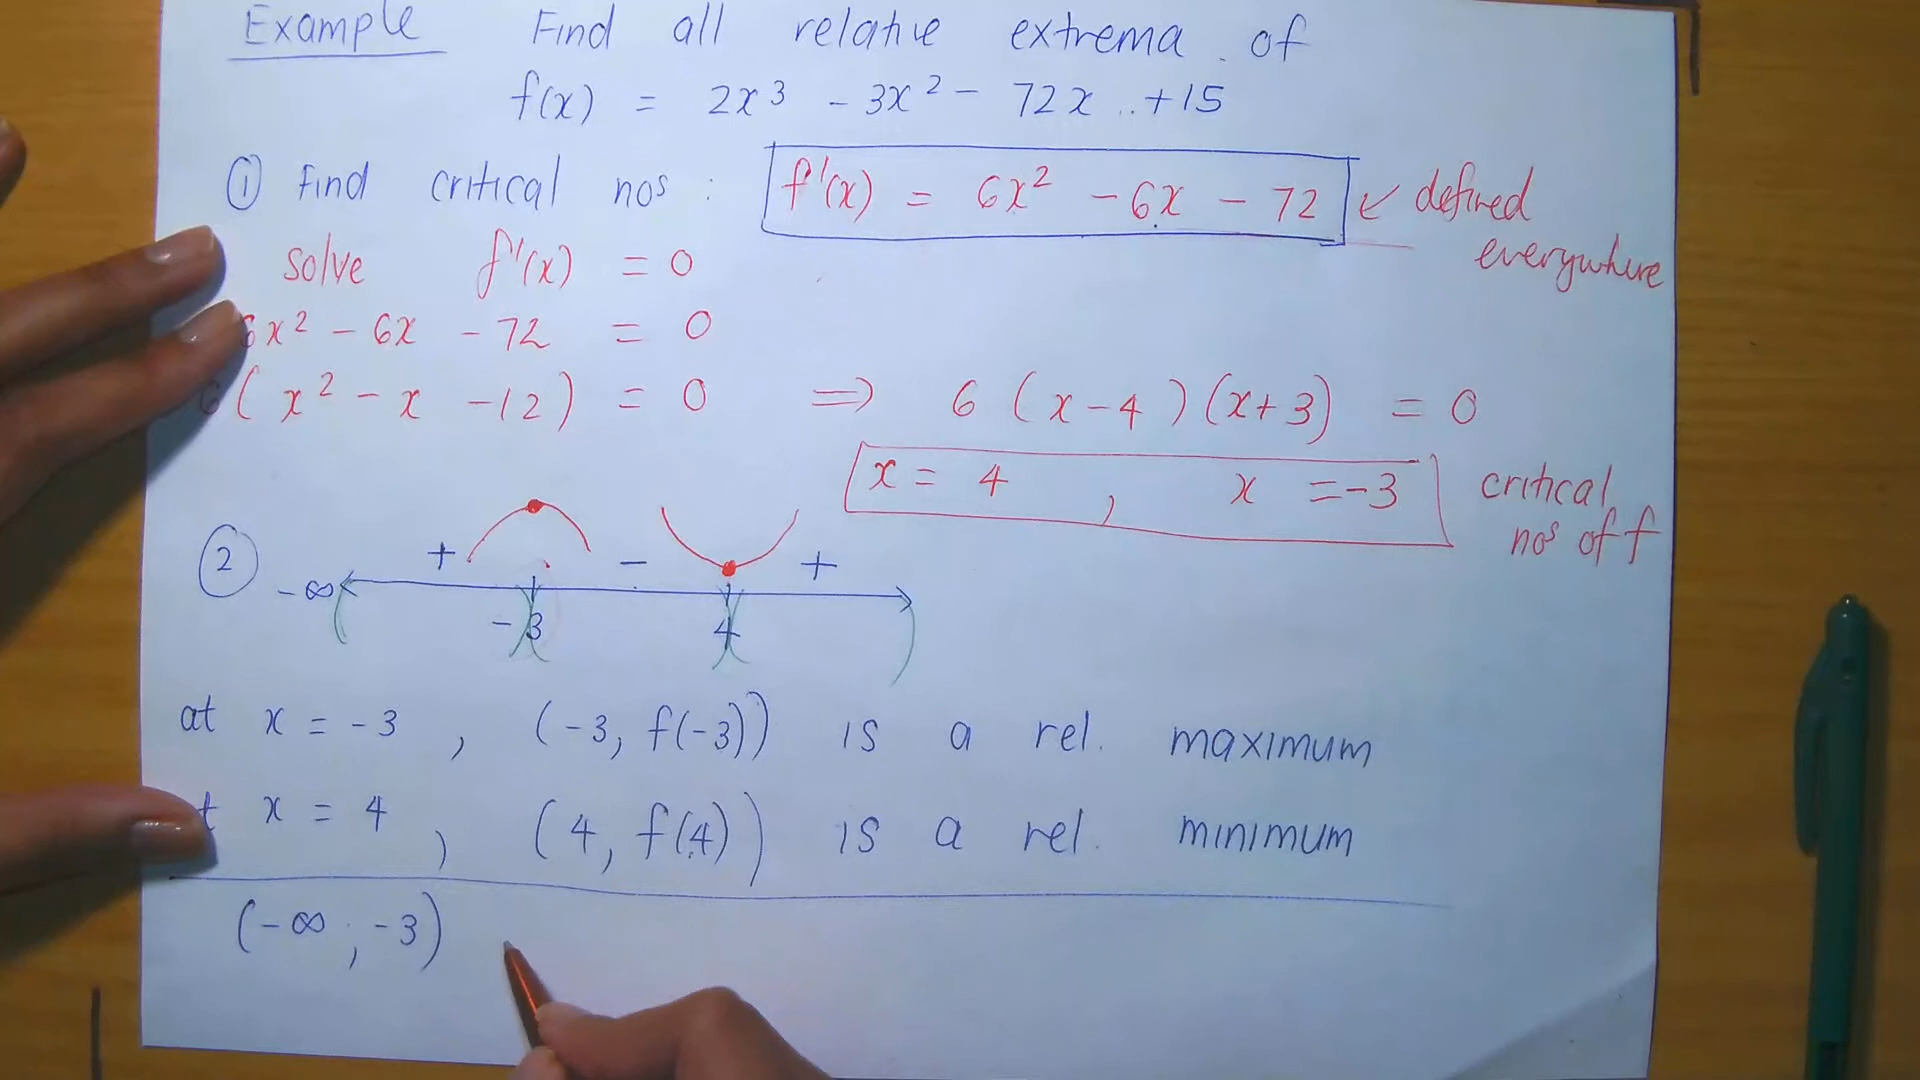 Example Find all relative extrema of
f(x) = 2x³ - 3x² - 72x + 15
① Find critical nos : f'(x) = 6x² - 6x - 72 ↙ defined everywhere
solve f'(x) = 0
6x² - 6x - 72 = 0
6(x² - x - 12) = 0 ⟹ 6(x-4)(x+3) = 0
x = 4 , x = -3 critical nos of f
② + - +
-∞ -3 4
at x = -3 , (-3, f(-3)) is a rel. maximum
t x = 4 , (4, f(4)) is a rel. minimum
(-∞, -3)